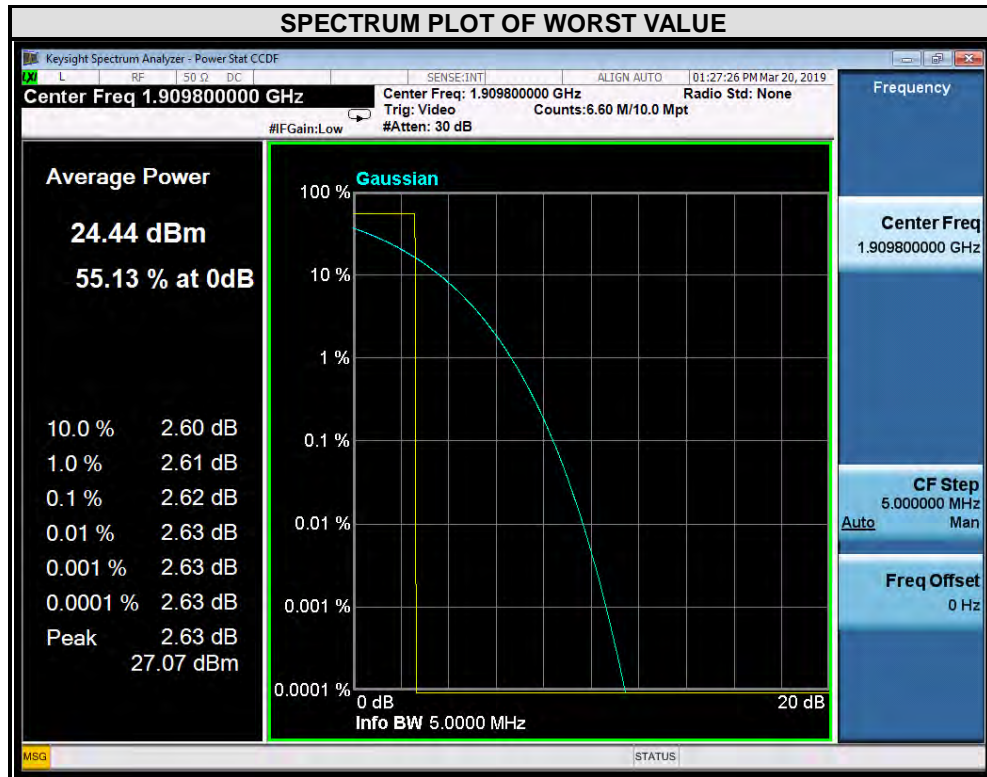 SPECTRUM PLOT OF WORST VALUE
Keysight Spectrum Analyzer - Power Stat CCDF
LXI L RF 50 Ω DC SENSE:INT ALIGN AUTO 01:27:26 PM Mar 20, 2019
Center Freq 1.909800000 GHz
Center Freq: 1.909800000 GHz Radio Std: None
Trig: Video Counts:6.60 M/10.0 Mpt
#IFGain:Low #Atten: 30 dB
Frequency
Average Power
24.44 dBm
55.13 % at 0dB
10.0 % 2.60 dB
1.0 % 2.61 dB
0.1 % 2.62 dB
0.01 % 2.63 dB
0.001 % 2.63 dB
0.0001 % 2.63 dB
Peak 2.63 dB
27.07 dBm
Gaussian
100 %
10 %
1 %
0.1 %
0.01 %
0.001 %
0.0001 %
0 dB 20 dB
Info BW 5.0000 MHz
Center Freq
1.909800000 GHz
CF Step
5.000000 MHz
Auto Man
Freq Offset
0 Hz
MSG STATUS